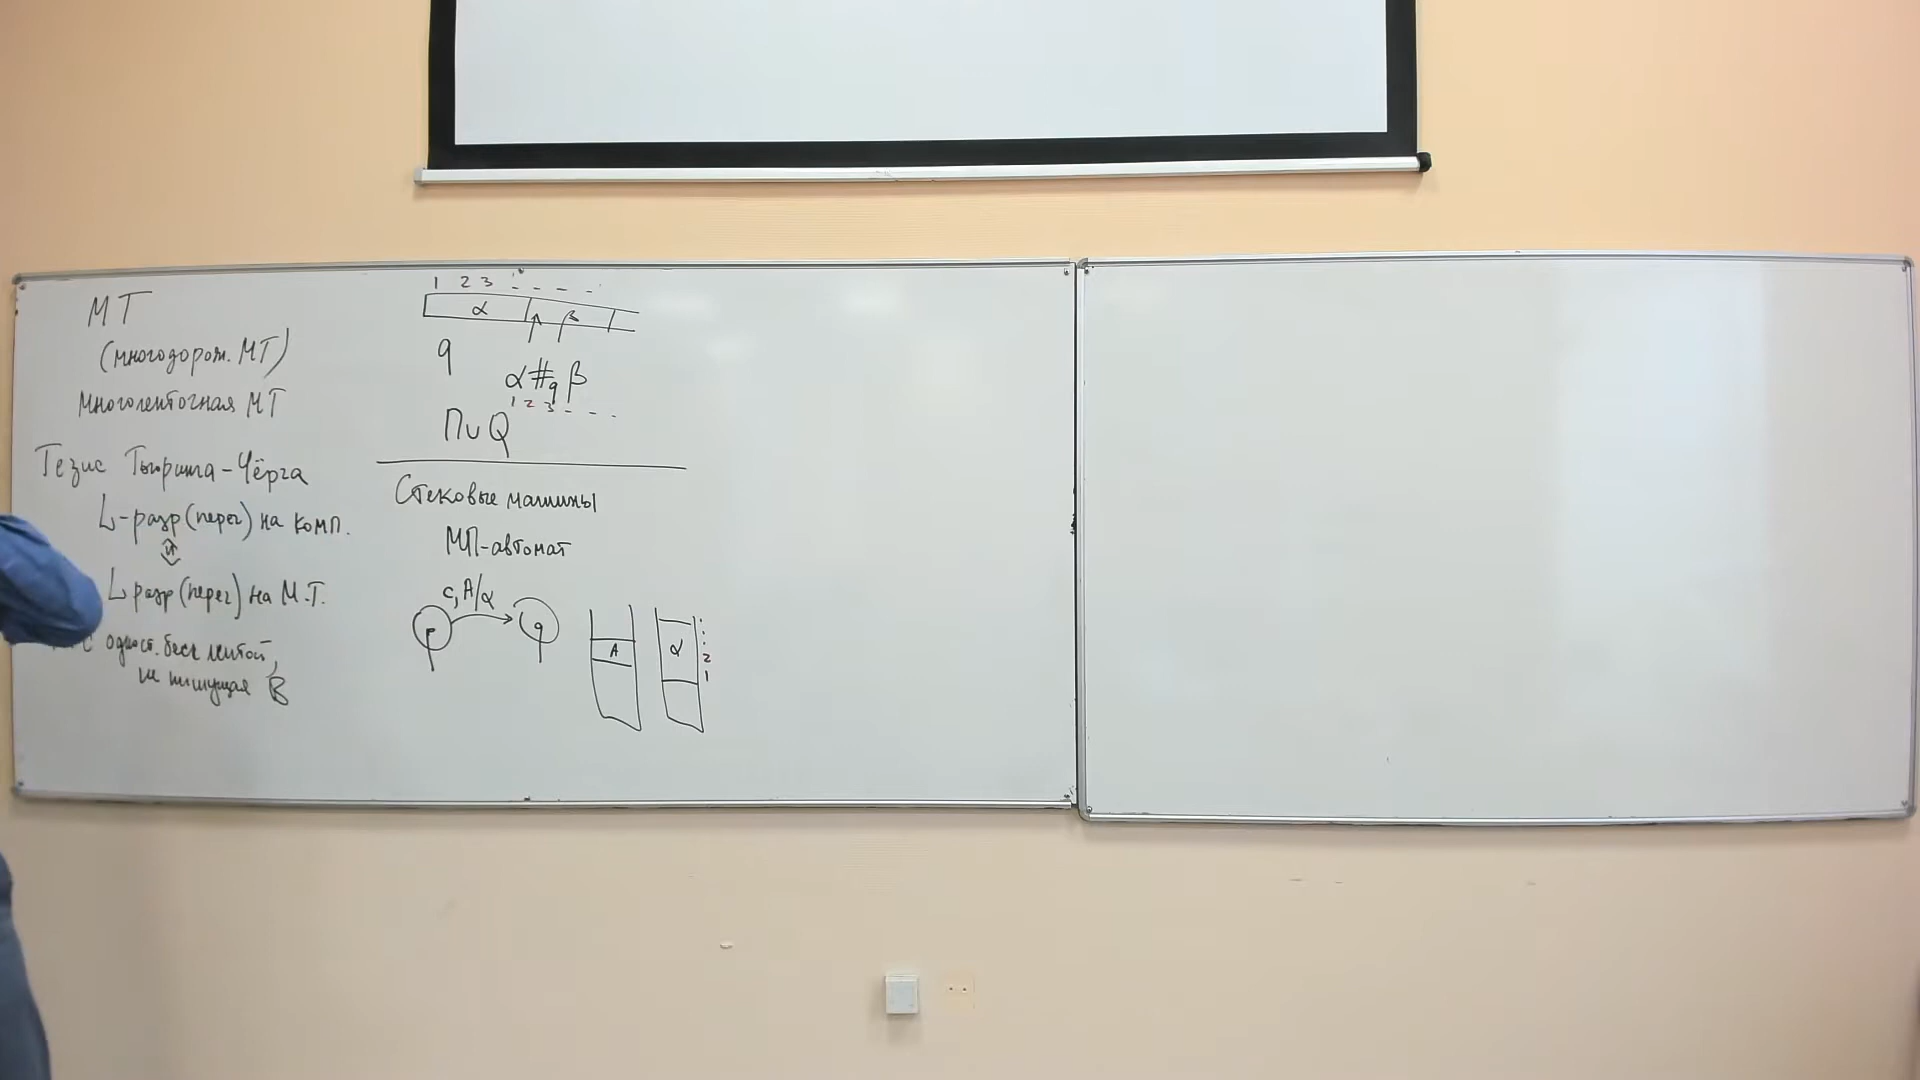 МТ
(многодорож. МТ)
Многоленточная МТ
Тезис Тьюринга-Чёрча
L-разр(переч) на комп.
L разр(переч) на М.Т.
с одност. беск лентой,
не пишущая B
1 2 3 - - - -
α β
q
α #q β
1 2 3 - - -
Π ∪ Q
Стековые машины
МП-автомат
c, A/α
p q
A α
2
1